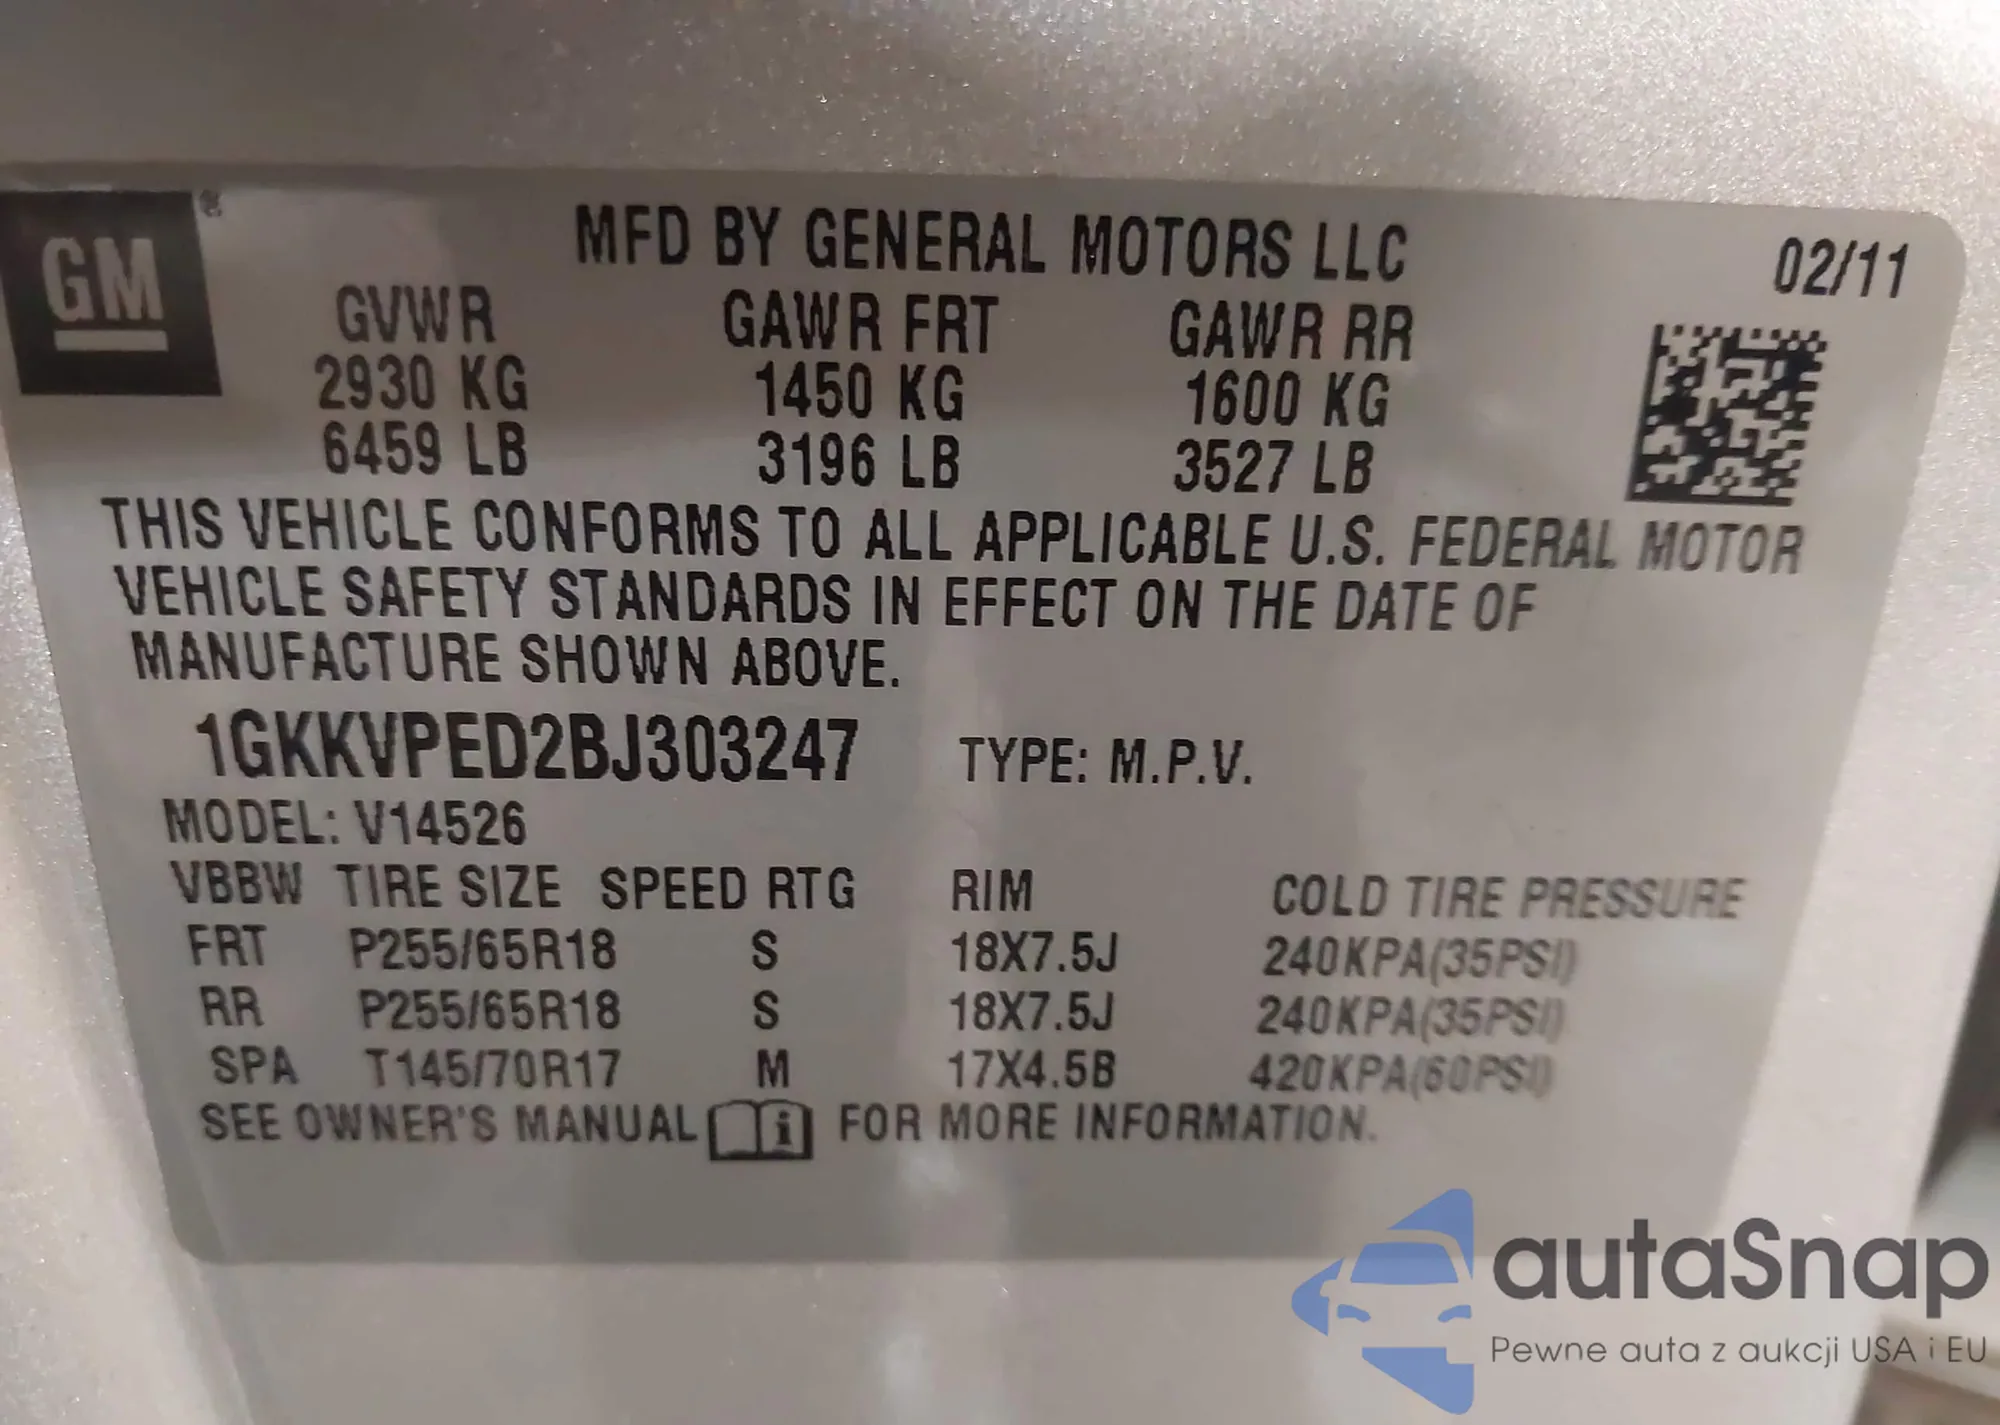 GM®
MFD BY GENERAL MOTORS LLC 02/11
GVWR GAWR FRT GAWR RR
2930 KG 1450 KG 1600 KG
6459 LB 3196 LB 3527 LB
THIS VEHICLE CONFORMS TO ALL APPLICABLE U.S. FEDERAL MOTOR
VEHICLE SAFETY STANDARDS IN EFFECT ON THE DATE OF
MANUFACTURE SHOWN ABOVE.
1GKKVPED2BJ303247 TYPE: M.P.V.
MODEL: V14526
VBBW TIRE SIZE SPEED RTG RIM COLD TIRE PRESSURE
FRT P255/65R18 S 18X7.5J 240KPA(35PSI)
RR P255/65R18 S 18X7.5J 240KPA(35PSI)
SPA T145/70R17 M 17X4.5B 420KPA(60PSI)
SEE OWNER'S MANUAL i FOR MORE INFORMATION.
autaSnap
Pewne auta z aukcji USA i EU